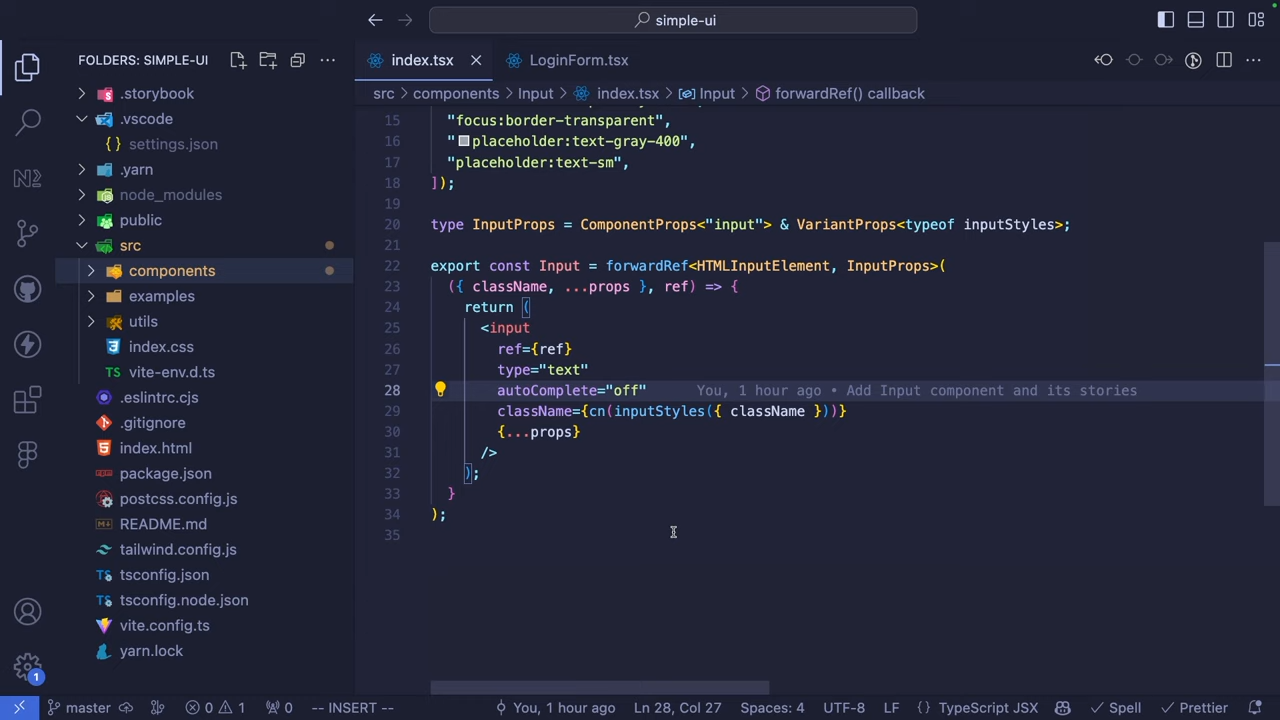 simple-ui
FOLDERS: SIMPLE-UI
.storybook
.vscode
settings.json
.yarn
node_modules
public
src
components
examples
utils
index.css
vite-env.d.ts
.eslintrc.cjs
.gitignore
index.html
package.json
postcss.config.js
README.md
tailwind.config.js
tsconfig.json
tsconfig.node.json
vite.config.ts
yarn.lock
1
index.tsx
LoginForm.tsx
src > components > Input > index.tsx > Input > forwardRef() callback
15 "focus:border-transparent",
16 "placeholder:text-gray-400",
17 "placeholder:text-sm",
18 ]);
19
20 type InputProps = ComponentProps<"input"> & VariantProps<typeof inputStyles>;
21
22 export const Input = forwardRef<HTMLInputElement, InputProps>(
23 ({ className, ...props }, ref) => {
24 return (
25 <input
26 ref={ref}
27 type="text"
28 autoComplete="off" You, 1 hour ago • Add Input component and its stories
29 className={cn(inputStyles({ className }))}
30 {...props}
31 />
32 );
33 }
34 );
35
master 0 1 0 -- INSERT -- You, 1 hour ago Ln 28, Col 27 Spaces: 4 UTF-8 LF {} TypeScript JSX Spell Prettier